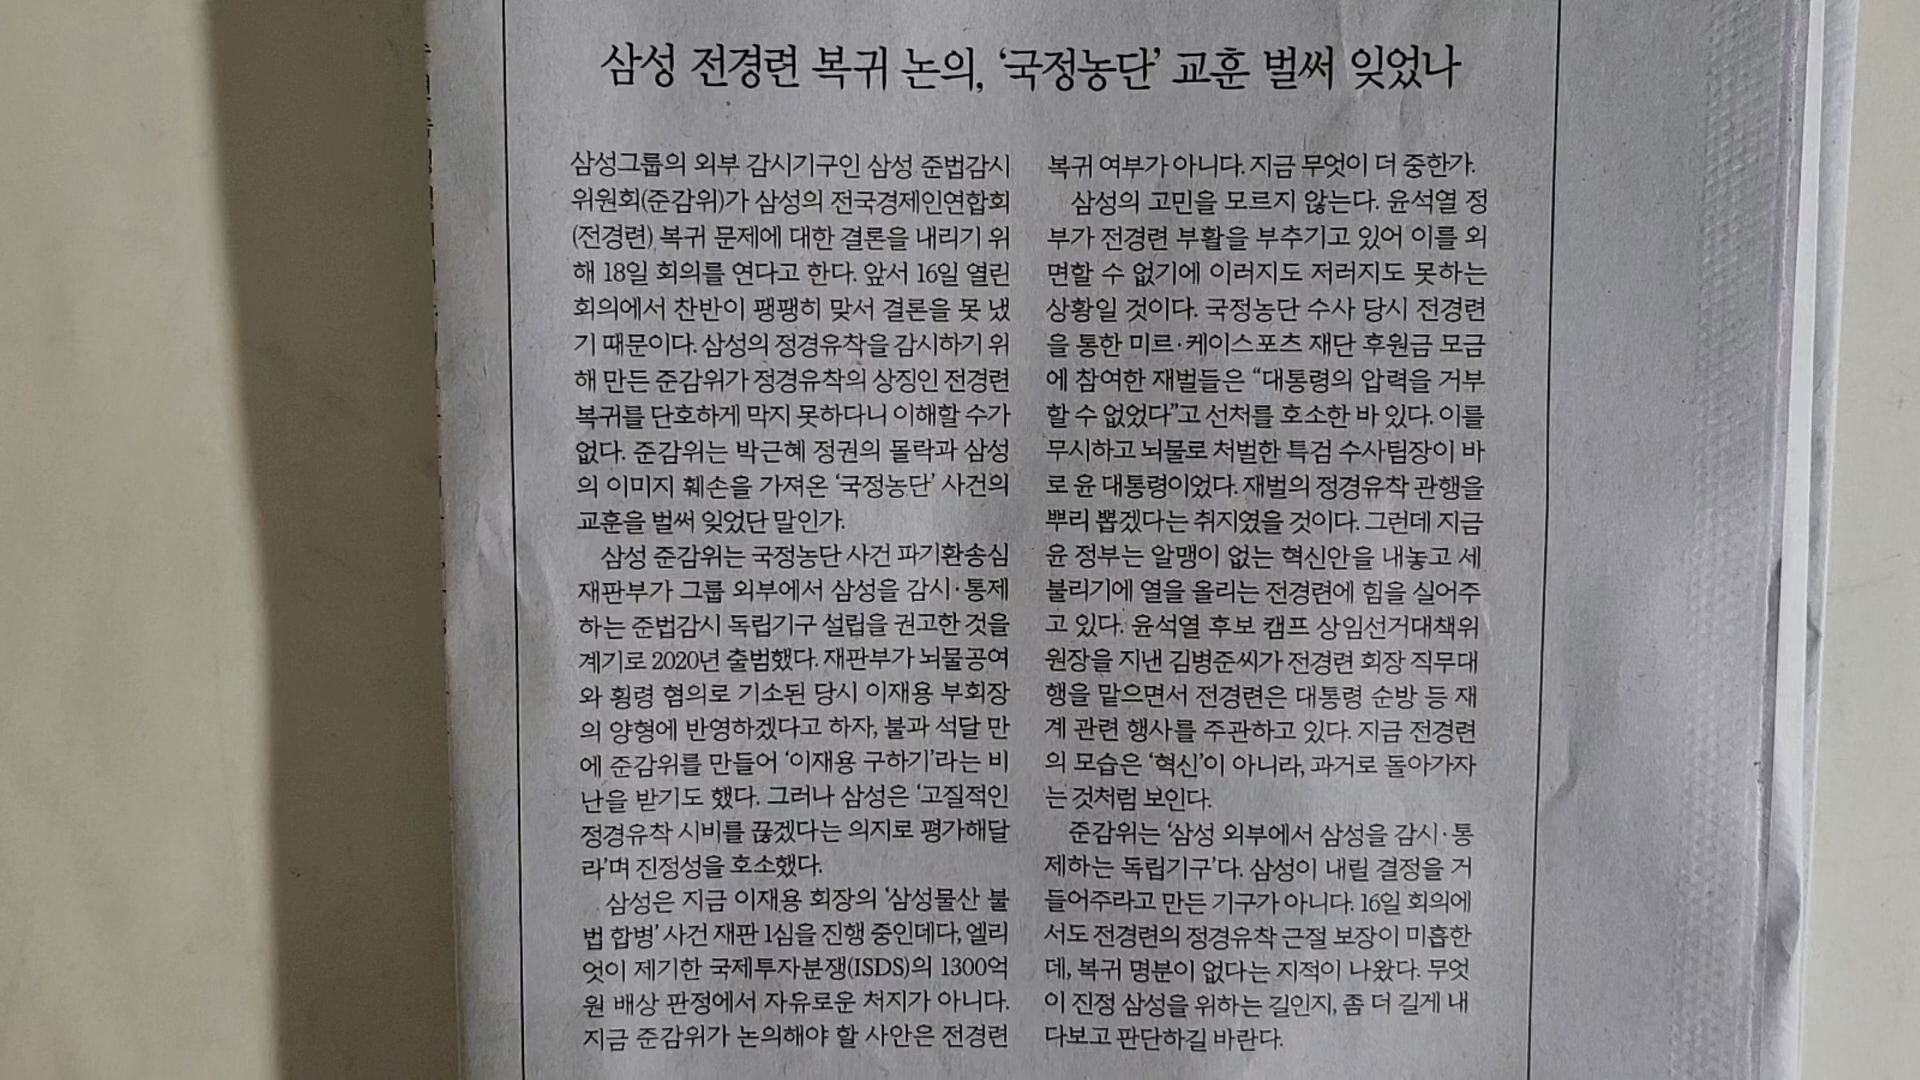 삼성 전경련 복귀 논의, ‘국정농단’ 교훈 벌써 잊었나
삼성그룹의 외부 감시기구인 삼성 준법감시
위원회(준감위)가 삼성의 전국경제인연합회
(전경련) 복귀 문제에 대한 결론을 내리기 위
해 18일 회의를 연다고 한다. 앞서 16일 열린
회의에서 찬반이 팽팽히 맞서 결론을 못 냈
기 때문이다. 삼성의 정경유착을 감시하기 위
해 만든 준감위가 정경유착의 상징인 전경련
복귀를 단호하게 막지 못하다니 이해할 수가
없다. 준감위는 박근혜 정권의 몰락과 삼성
의 이미지 훼손을 가져온 ‘국정농단’ 사건의
교훈을 벌써 잊었단 말인가.
삼성 준감위는 국정농단 사건 파기환송심
재판부가 그룹 외부에서 삼성을 감시·통제
하는 준법감시 독립기구 설립을 권고한 것을
계기로 2020년 출범했다. 재판부가 뇌물공여
와 횡령 혐의로 기소된 당시 이재용 부회장
의 양형에 반영하겠다고 하자, 불과 석달 만
에 준감위를 만들어 ‘이재용 구하기’라는 비
난을 받기도 했다. 그러나 삼성은 ‘고질적인
정경유착 시비를 끊겠다는 의지로 평가해달
라’며 진정성을 호소했다.
삼성은 지금 이재용 회장의 ‘삼성물산 불
법 합병’ 사건 재판 1심을 진행 중인데다, 엘리
엇이 제기한 국제투자분쟁(ISDS)의 1300억
원 배상 판정에서 자유로운 처지가 아니다.
지금 준감위가 논의해야 할 사안은 전경련
복귀 여부가 아니다. 지금 무엇이 더 중한가.
삼성의 고민을 모르지 않는다. 윤석열 정
부가 전경련 부활을 부추기고 있어 이를 외
면할 수 없기에 이러지도 저러지도 못하는
상황일 것이다. 국정농단 수사 당시 전경련
을 통한 미르·케이스포츠 재단 후원금 모금
에 참여한 재벌들은 “대통령의 압력을 거부
할 수 없었다”고 선처를 호소한 바 있다. 이를
무시하고 뇌물로 처벌한 특검 수사팀장이 바
로 윤 대통령이었다. 재벌의 정경유착 관행을
뿌리 뽑겠다는 취지였을 것이다. 그런데 지금
윤 정부는 알맹이 없는 혁신안을 내놓고 세
불리기에 열을 올리는 전경련에 힘을 실어주
고 있다. 윤석열 후보 캠프 상임선거대책위
원장을 지낸 김병준씨가 전경련 회장 직무대
행을 맡으면서 전경련은 대통령 순방 등 재
계 관련 행사를 주관하고 있다. 지금 전경련
의 모습은 ‘혁신’이 아니라, 과거로 돌아가자
는 것처럼 보인다.
준감위는 ‘삼성 외부에서 삼성을 감시·통
제하는 독립기구’다. 삼성이 내릴 결정을 거
들어주라고 만든 기구가 아니다. 16일 회의에
서도 전경련의 정경유착 근절 보장이 미흡한
데, 복귀 명분이 없다는 지적이 나왔다. 무엇
이 진정 삼성을 위하는 길인지, 좀 더 길게 내
다보고 판단하길 바란다.